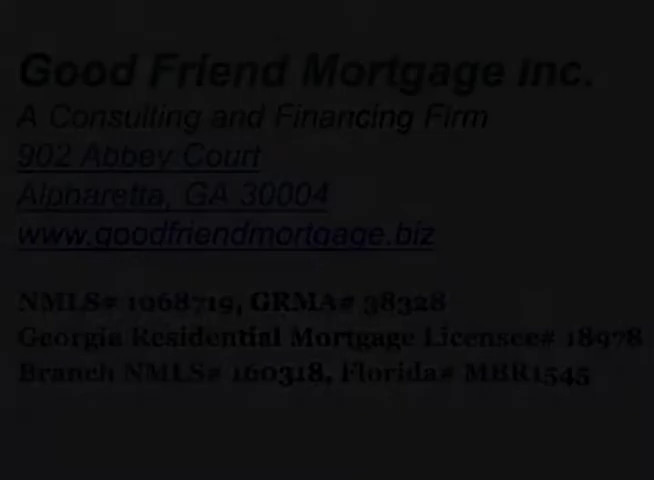 Good Friend Mortgage Inc.
A Consulting and Financing Firm
902 Abbey Court
Alpharetta, GA 30004
www.goodfriendmortgage.biz
NMLS# 1068719, GRMA# 38328
Georgia Residential Mortgage Licensee# 18978
Branch NMLS# 160318, Florida# MBR1545